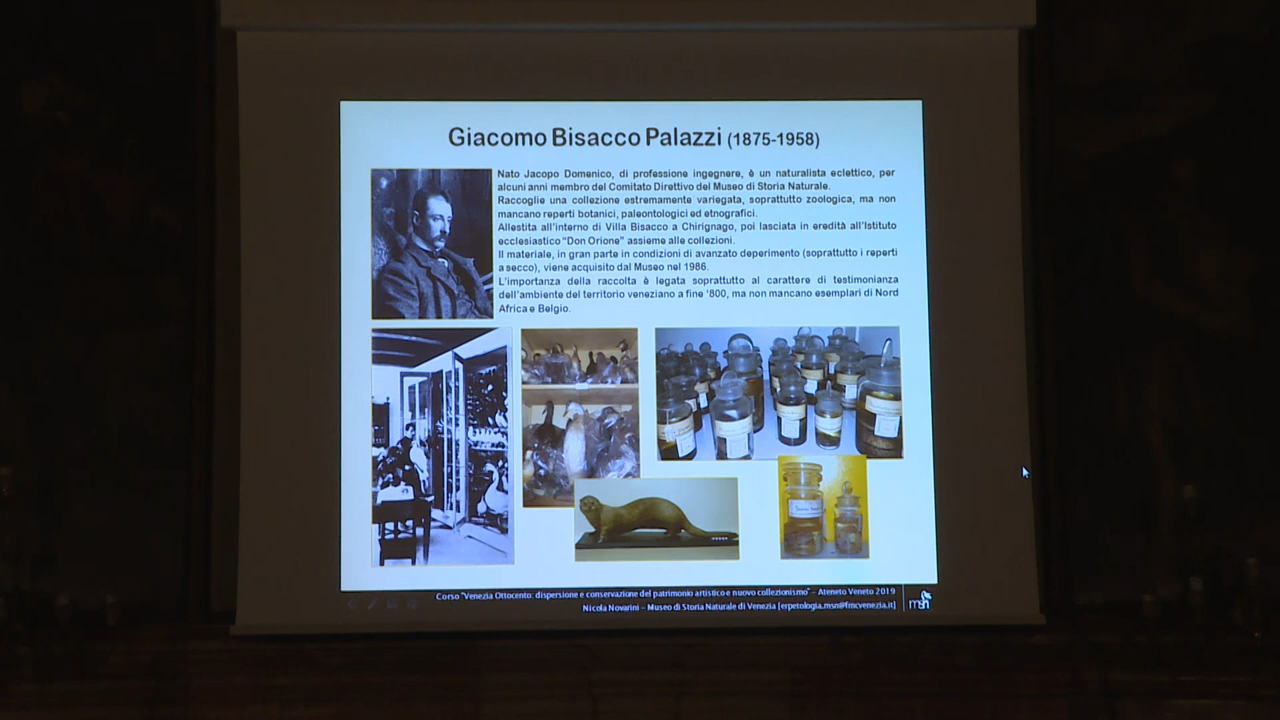 Giacomo Bisacco Palazzi (1875-1958)
Nato Jacopo Domenico, di professione ingegnere, è un naturalista eclettico, per
alcuni anni membro del Comitato Direttivo del Museo di Storia Naturale.
Raccoglie una collezione estremamente variegata, soprattutto zoologica, ma non
mancano reperti botanici, paleontologici ed etnografici.
Allestita all'interno di Villa Bisacco a Chirignago, poi lasciata in eredità all'Istituto
ecclesiastico "Don Orione" assieme alle collezioni.
Il materiale, in gran parte in condizioni di avanzato deperimento (soprattutto i reperti
a secco), viene acquisito dal Museo nel 1986.
L'importanza della raccolta è legata soprattutto al carattere di testimonianza
dell'ambiente del territorio veneziano a fine '800, ma non mancano esemplari di Nord
Africa e Belgio.
Corso "Venezia Ottocento: dispersione e conservazione del patrimonio artistico e nuovo collezionismo" – Ateneto Veneto 2019
Nicola Novarini – Museo di Storia Naturale di Venezia [erpetologia.msn@fmcvenezia.it]
msn